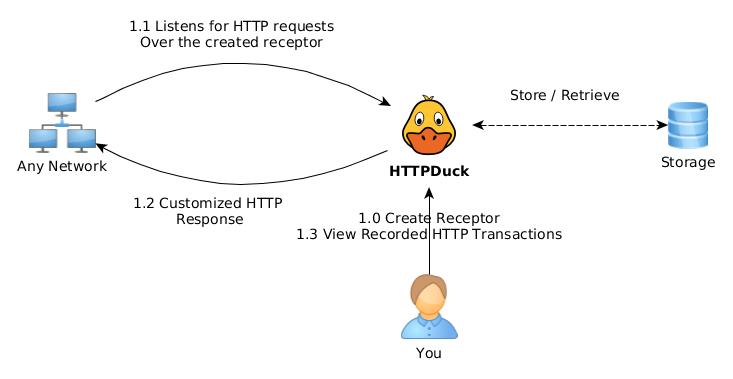 1.1 Listens for HTTP requests
Over the created receptor
Store / Retrieve
Any Network
HTTPDuck
Storage
1.2 Customized HTTP
Response
1.0 Create Receptor
1.3 View Recorded HTTP Transactions
You